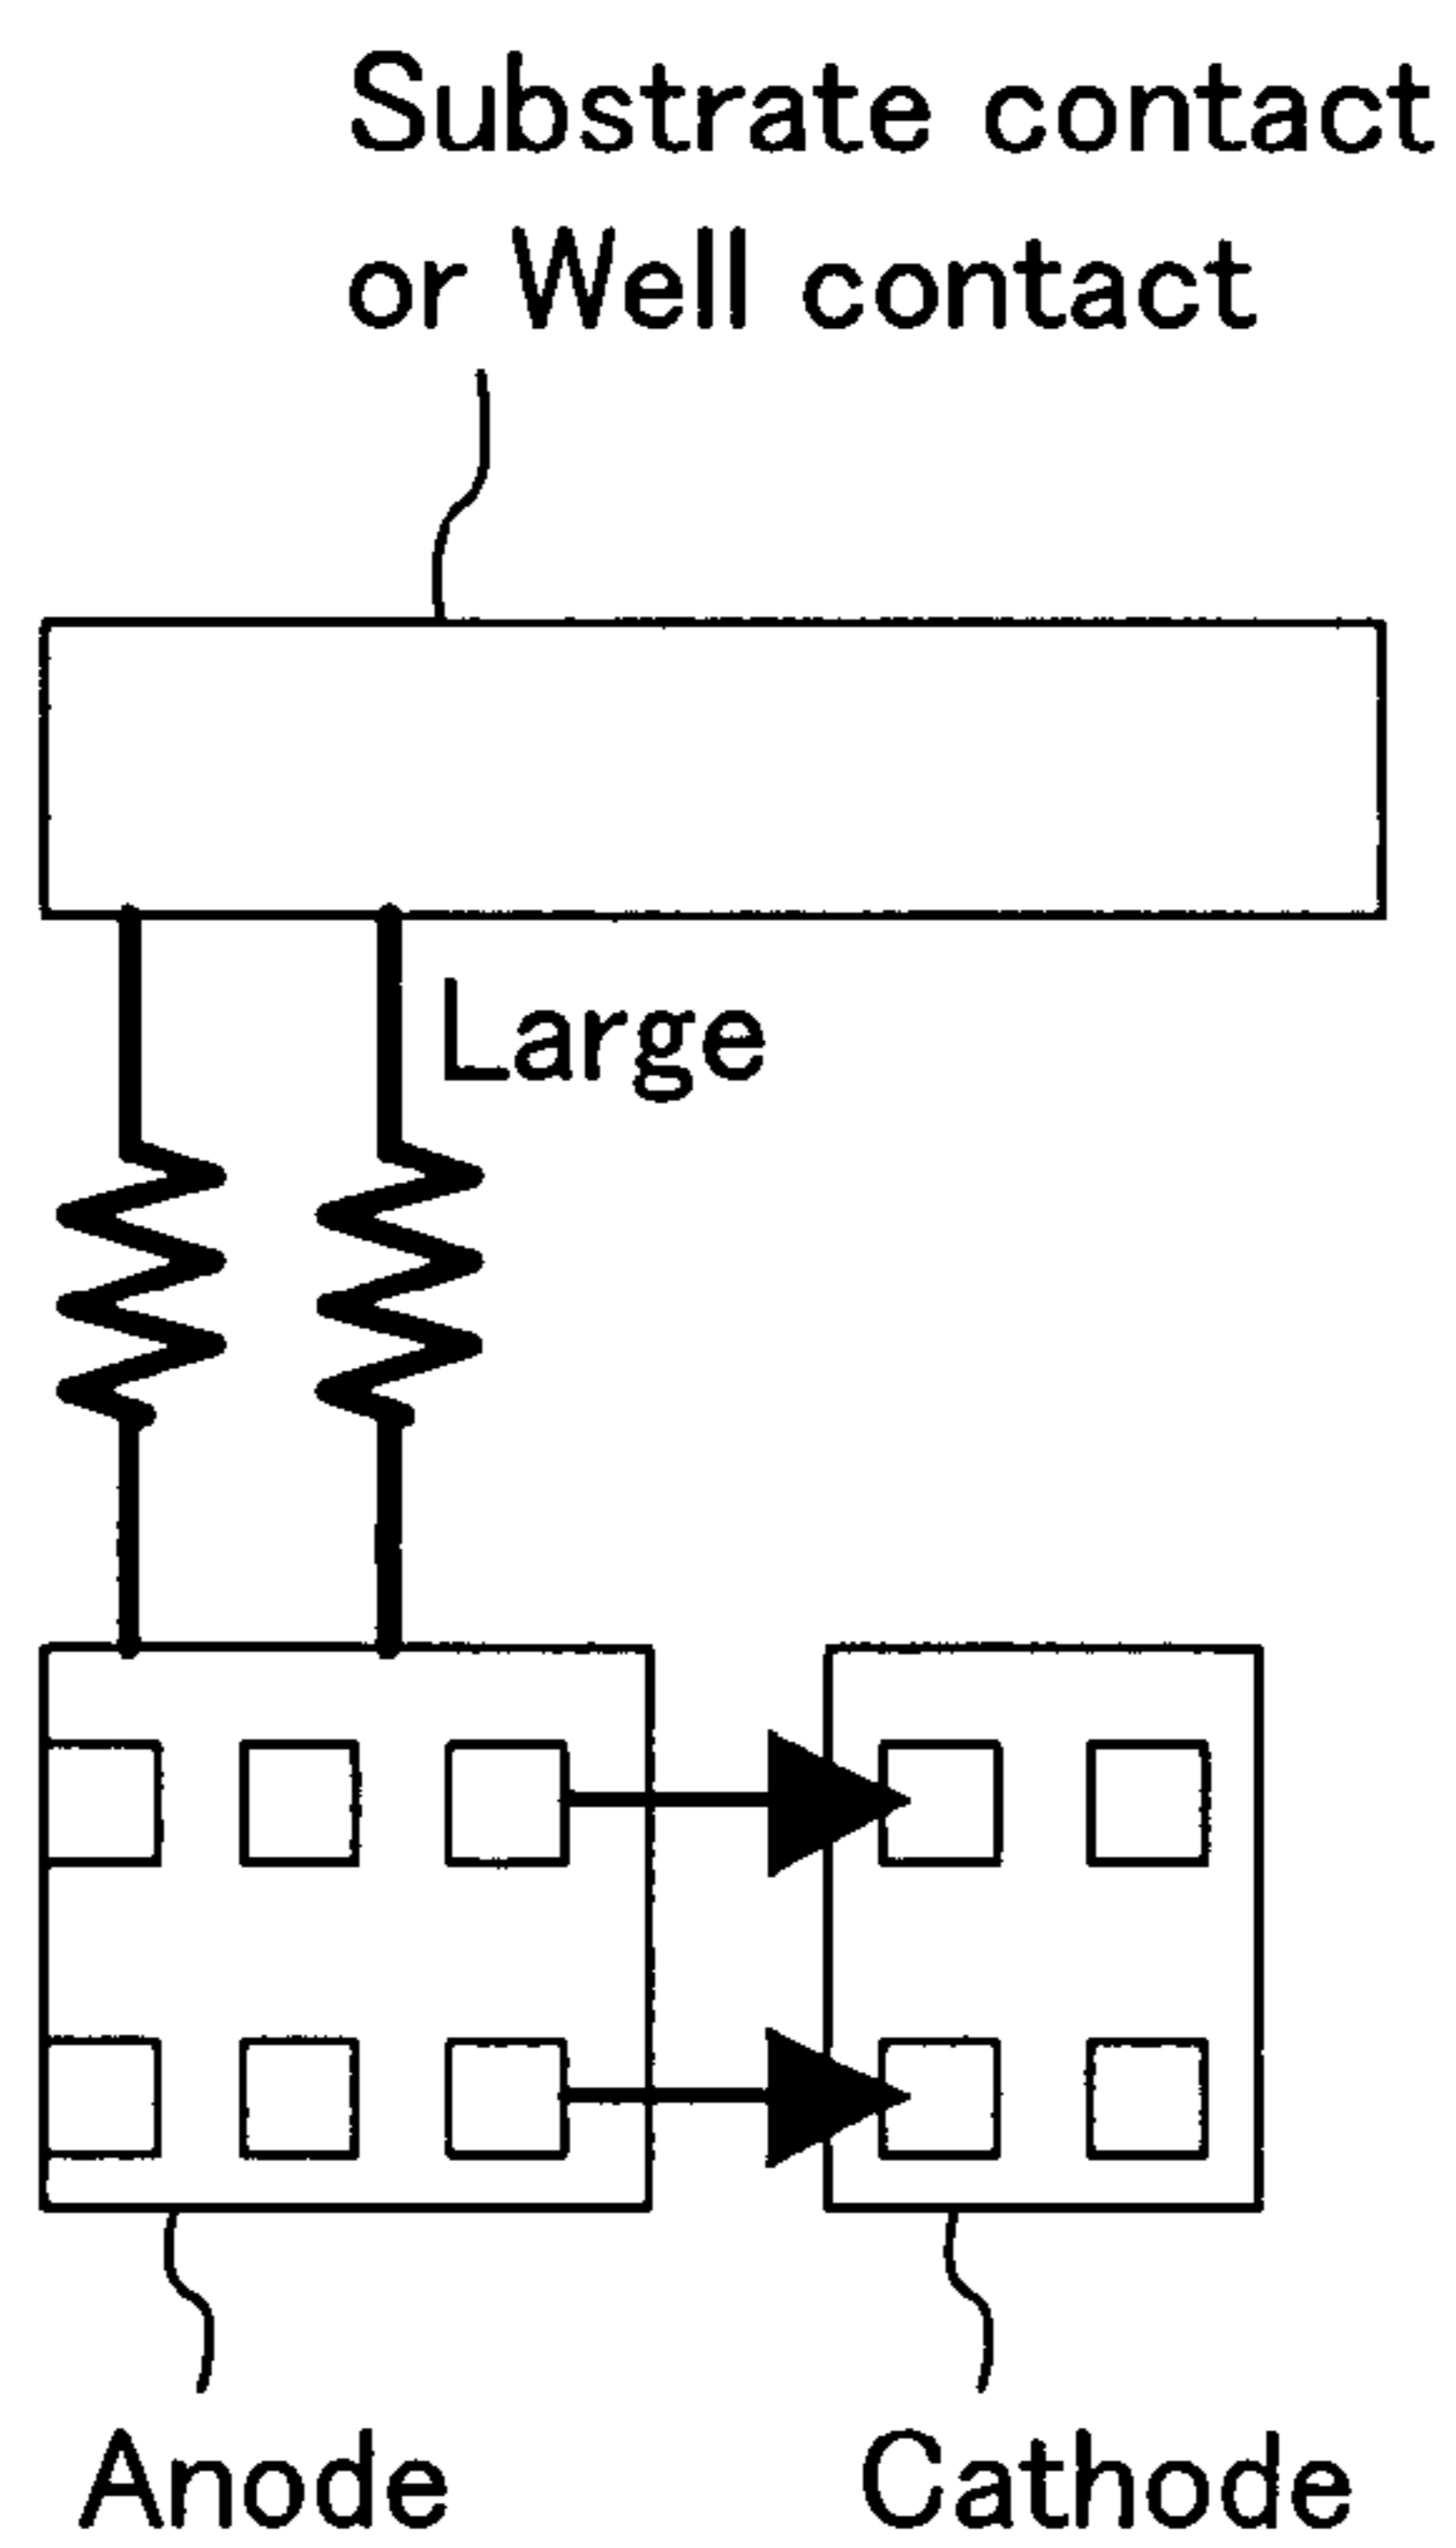 Substrate contact
or Well contact
Large
Anode
Cathode